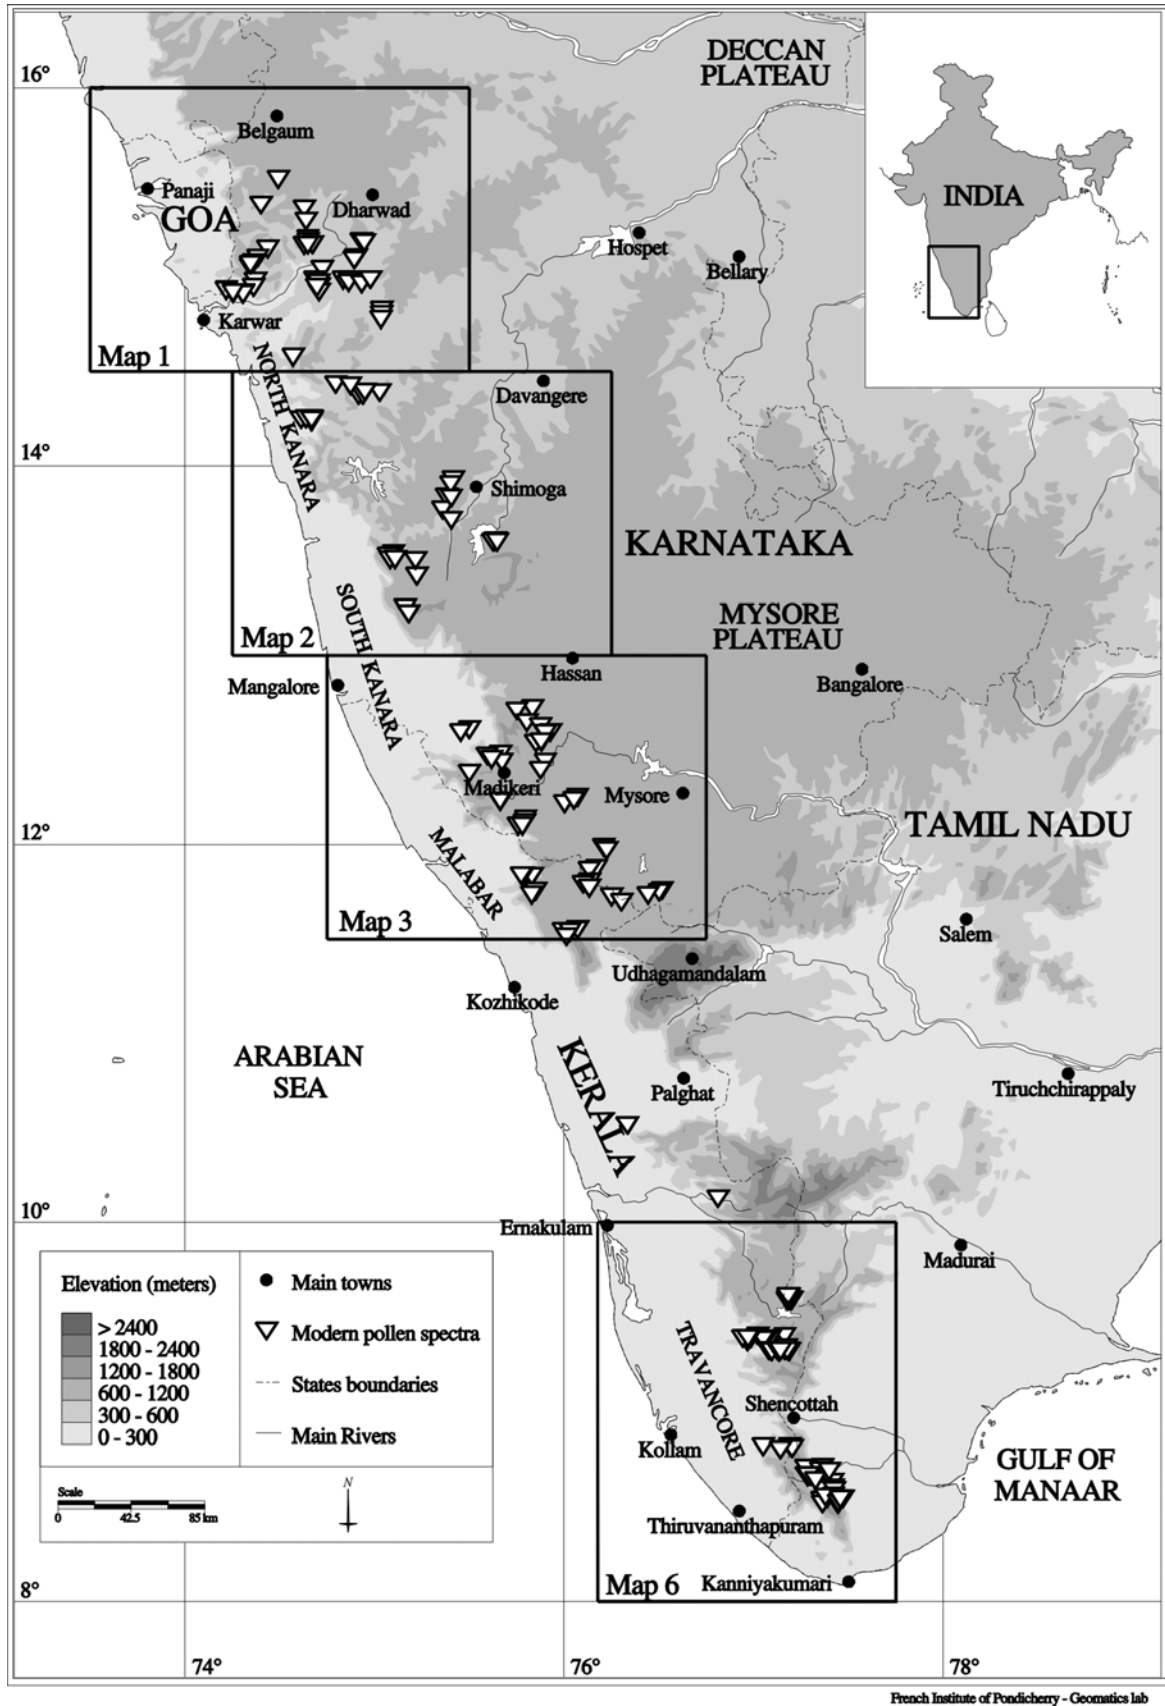 DECCAN
PLATEAU
16°
Belgaum
INDIA
Panaji
GOA
Dharwad
Hospet
Bellary
Karwar
Map 1
NORTH KANARA
Davangere
14°
Shimoga
KARNATAKA
MYSORE
PLATEAU
SOUTH KANARA
Map 2
Hassan
Mangalore
Bangalore
Madikeri
Mysore
TAMIL NADU
12°
MALABAR
Map 3
Salem
Udhagamandalam
Kozhikode
ARABIAN
SEA
KERALA
Palghat
Tiruchchirappaly
10°
Ernakulam
Madurai
Elevation (meters)
> 2400
1800 - 2400
1200 - 1800
600 - 1200
300 - 600
0 - 300
Main towns
Modern pollen spectra
States boundaries
Main Rivers
Scale
0 42.5 85 km
N
TRAVANCORE
Shencottah
Kollam
GULF OF
MANAAR
Thiruvananthapuram
Map 6
Kanniyakumari
8°
74°
76°
78°
French Institute of Pondicherry - Geomatics lab